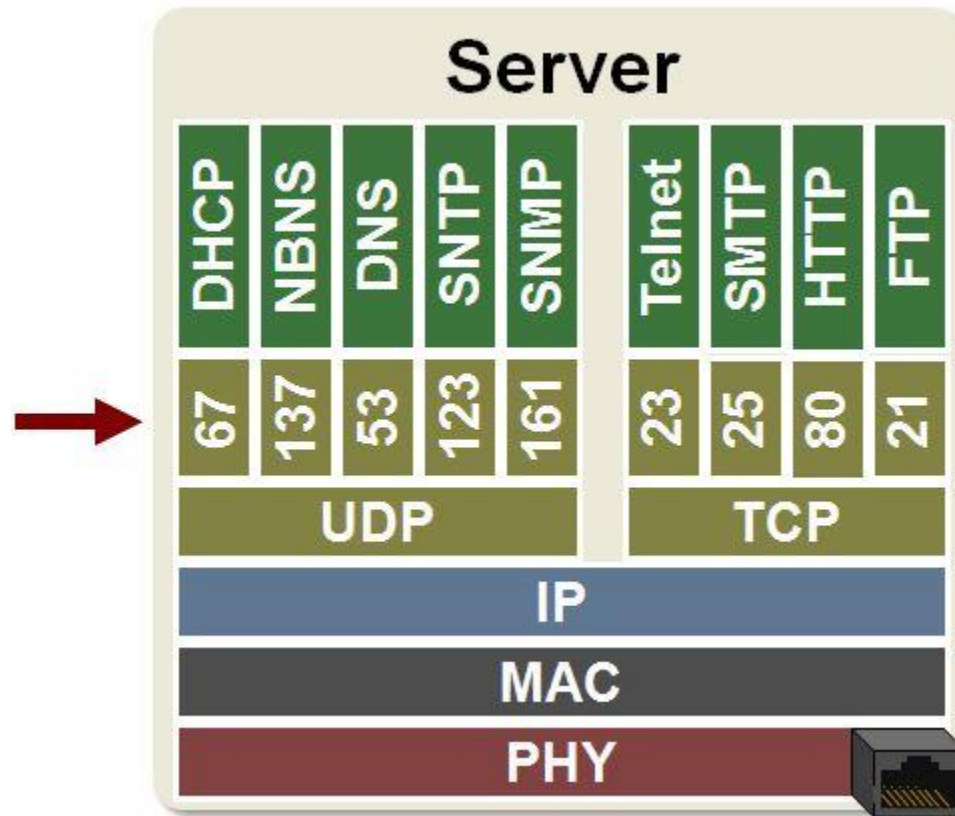 Server
DHCP NBNS DNS SNTP SNMP Telnet SMTP HTTP FTP
67 137 53 123 161 23 25 80 21
UDP TCP
IP
MAC
PHY